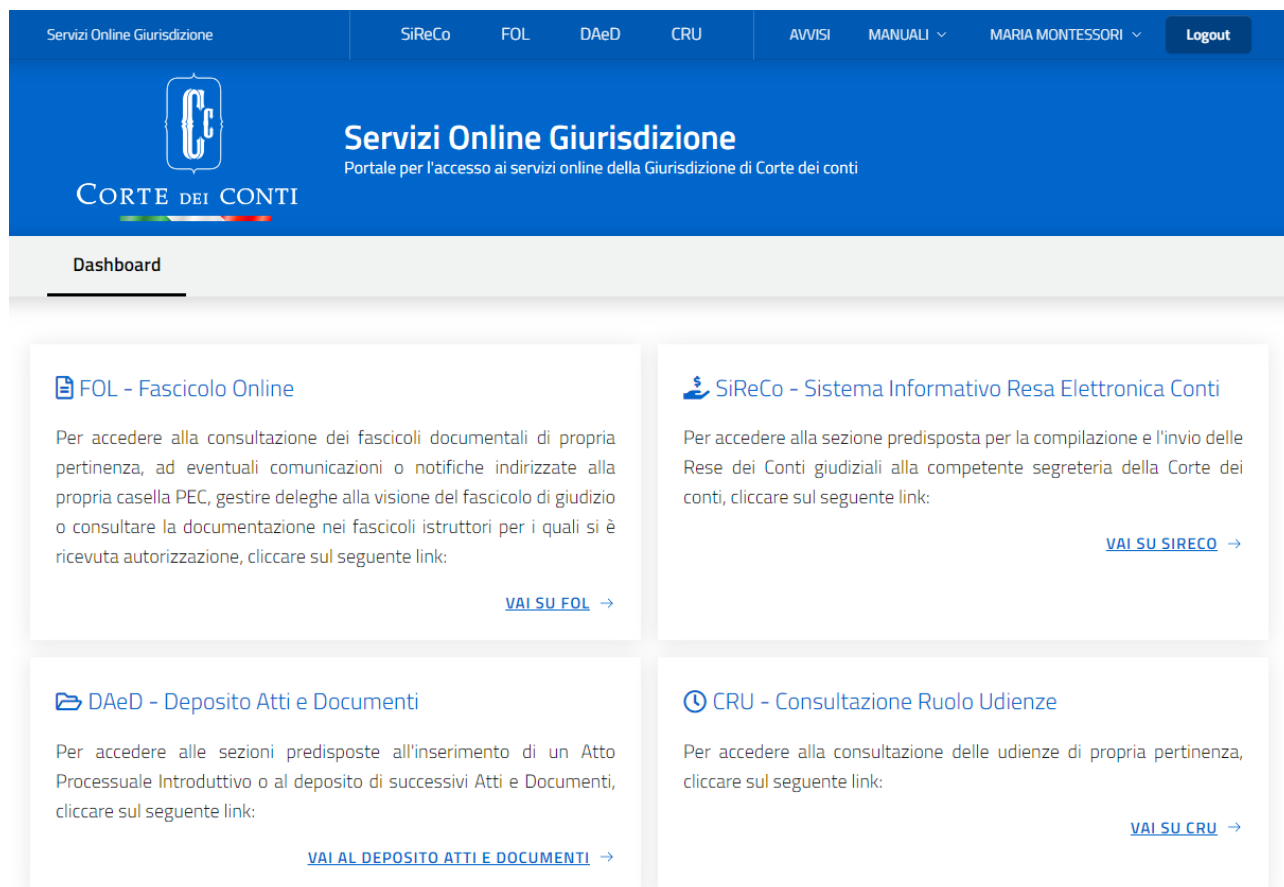 Servizi Online Giurisdizione
SiReCo
FOL
DAeD
CRU
AVVISI
MANUALI
MARIA MONTESSORI
Logout
CORTE DEI CONTI
Servizi Online Giurisdizione
Portale per l'accesso ai servizi online della Giurisdizione di Corte dei conti
Dashboard
FOL - Fascicolo Online
Per accedere alla consultazione dei fascicoli documentali di propria
pertinenza, ad eventuali comunicazioni o notifiche indirizzate alla
propria casella PEC, gestire deleghe alla visione del fascicolo di giudizio
o consultare la documentazione nei fascicoli istruttori per i quali si è
ricevuta autorizzazione, cliccare sul seguente link:
VAI SU FOL →
SiReCo - Sistema Informativo Resa Elettronica Conti
Per accedere alla sezione predisposta per la compilazione e l'invio delle
Rese dei Conti giudiziali alla competente segreteria della Corte dei
conti, cliccare sul seguente link:
VAI SU SIRECO →
DAeD - Deposito Atti e Documenti
Per accedere alle sezioni predisposte all'inserimento di un Atto
Processuale Introduttivo o al deposito di successivi Atti e Documenti,
cliccare sul seguente link:
VAI AL DEPOSITO ATTI E DOCUMENTI →
CRU - Consultazione Ruolo Udienze
Per accedere alla consultazione delle udienze di propria pertinenza,
cliccare sul seguente link:
VAI SU CRU →